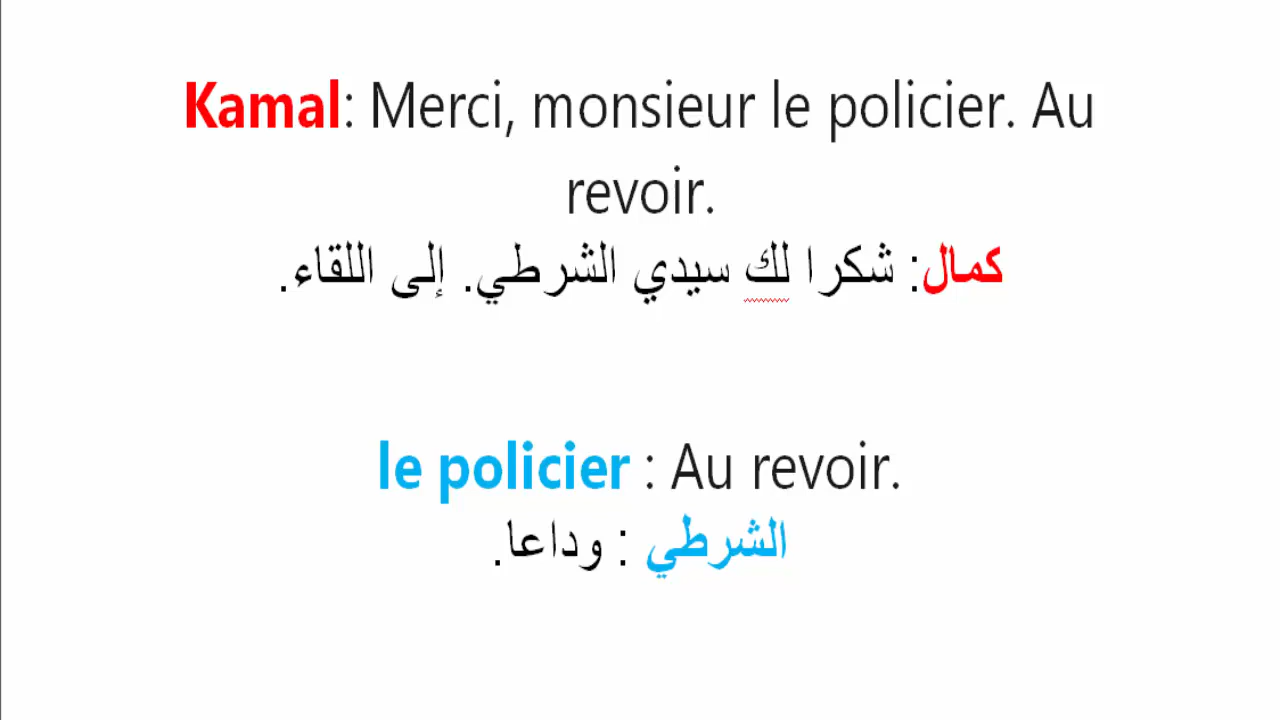 Kamal: Merci, monsieur le policier. Au
revoir.
كمال: شكرا لك سيدي الشرطي. إلى اللقاء.
le policier : Au revoir.
الشرطي : وداعا.